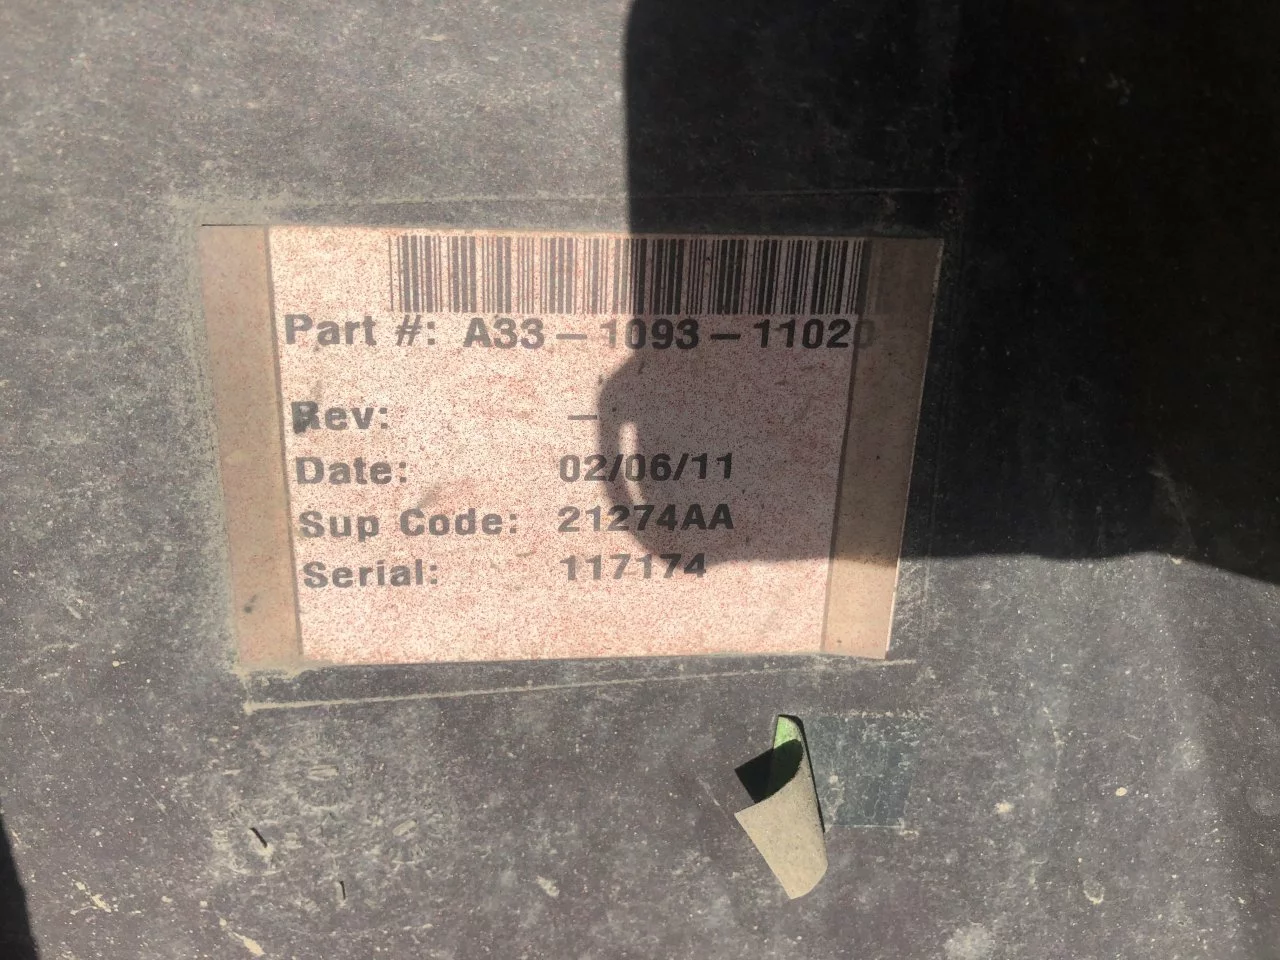 Part #: A33-1093-11020
Rev: -
Date: 02/06/11
Sup Code: 21274AA
Serial: 117174